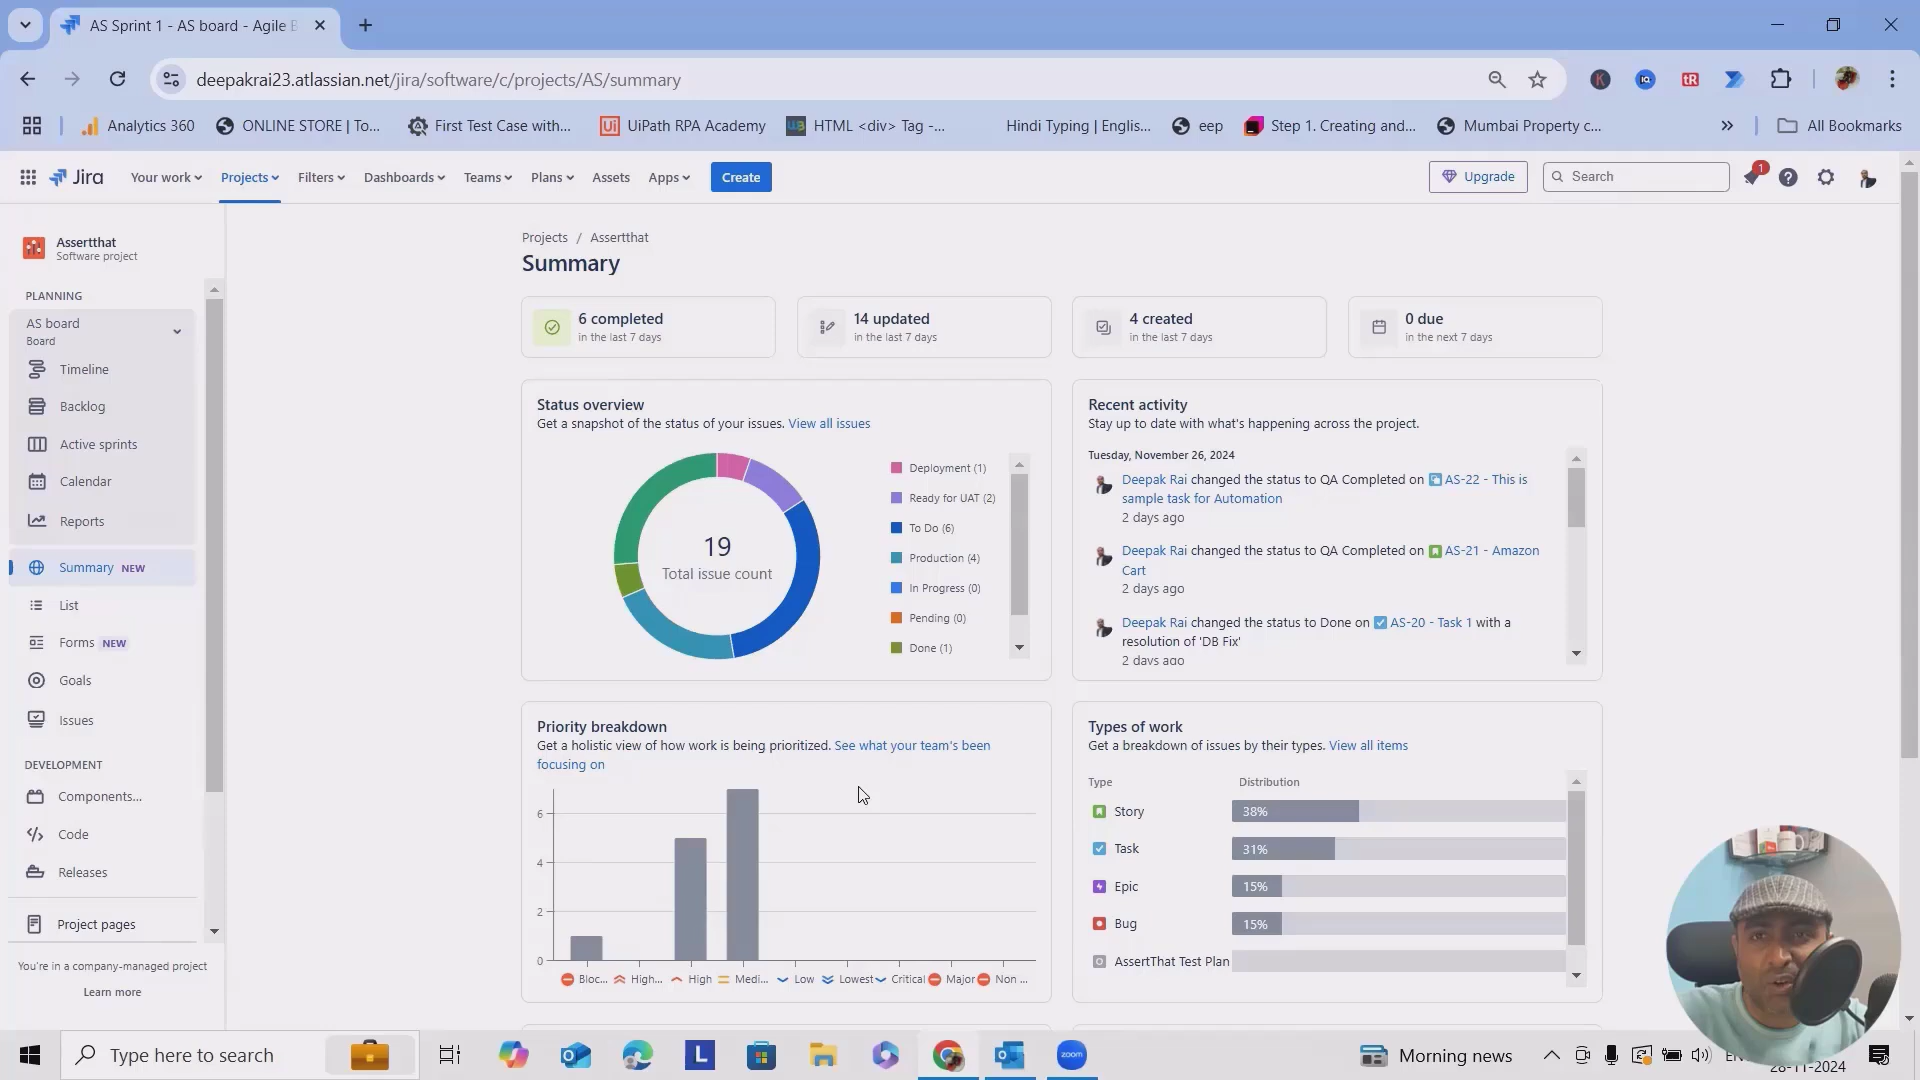 AS Sprint 1 - AS board - Agile B
deepakrai23.atlassian.net/jira/software/c/projects/AS/summary
Analytics 360
ONLINE STORE | To...
First Test Case with...
UiPath RPA Academy
HTML <div> Tag -...
Hindi Typing | Englis...
eep
Step 1. Creating and...
Mumbai Property c...
All Bookmarks
Jira
Your work
Projects
Filters
Dashboards
Teams
Plans
Assets
Apps
Create
Upgrade
Search
1
Assertthat
Software project
PLANNING
AS board
Board
Timeline
Backlog
Active sprints
Calendar
Reports
Summary NEW
List
Forms NEW
Goals
Issues
DEVELOPMENT
Components...
Code
Releases
Project pages
You're in a company-managed project
Learn more
Projects / Assertthat
Summary
6 completed
in the last 7 days
14 updated
in the last 7 days
4 created
in the last 7 days
0 due
in the next 7 days
Status overview
Get a snapshot of the status of your issues. View all issues
19
Total issue count
Deployment (1)
Ready for UAT (2)
To Do (6)
Production (4)
In Progress (0)
Pending (0)
Done (1)
Recent activity
Stay up to date with what's happening across the project.
Tuesday, November 26, 2024
Deepak Rai changed the status to QA Completed on AS-22 - This is
sample task for Automation
2 days ago
Deepak Rai changed the status to QA Completed on AS-21 - Amazon
Cart
2 days ago
Deepak Rai changed the status to Done on AS-20 - Task 1 with a
resolution of 'DB Fix'
2 days ago
Priority breakdown
Get a holistic view of how work is being prioritized. See what your team's been
focusing on
6
4
2
0
Bloc...
High...
High
Medi...
Low
Lowest
Critical
Major
Non ...
Types of work
Get a breakdown of issues by their types. View all items
Type
Distribution
Story
38%
Task
31%
Epic
15%
Bug
15%
AssertThat Test Plan
Type here to search
L
zoom
Morning news
28-11-2024